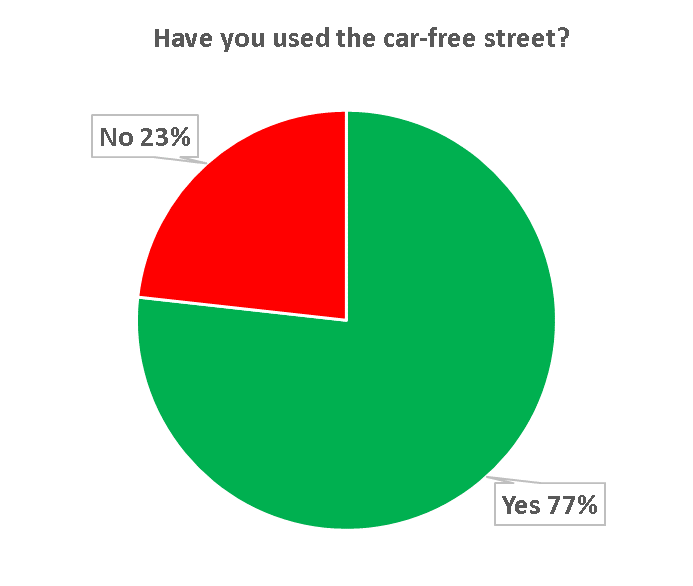 Have you used the car-free street?
No 23%
Yes 77%